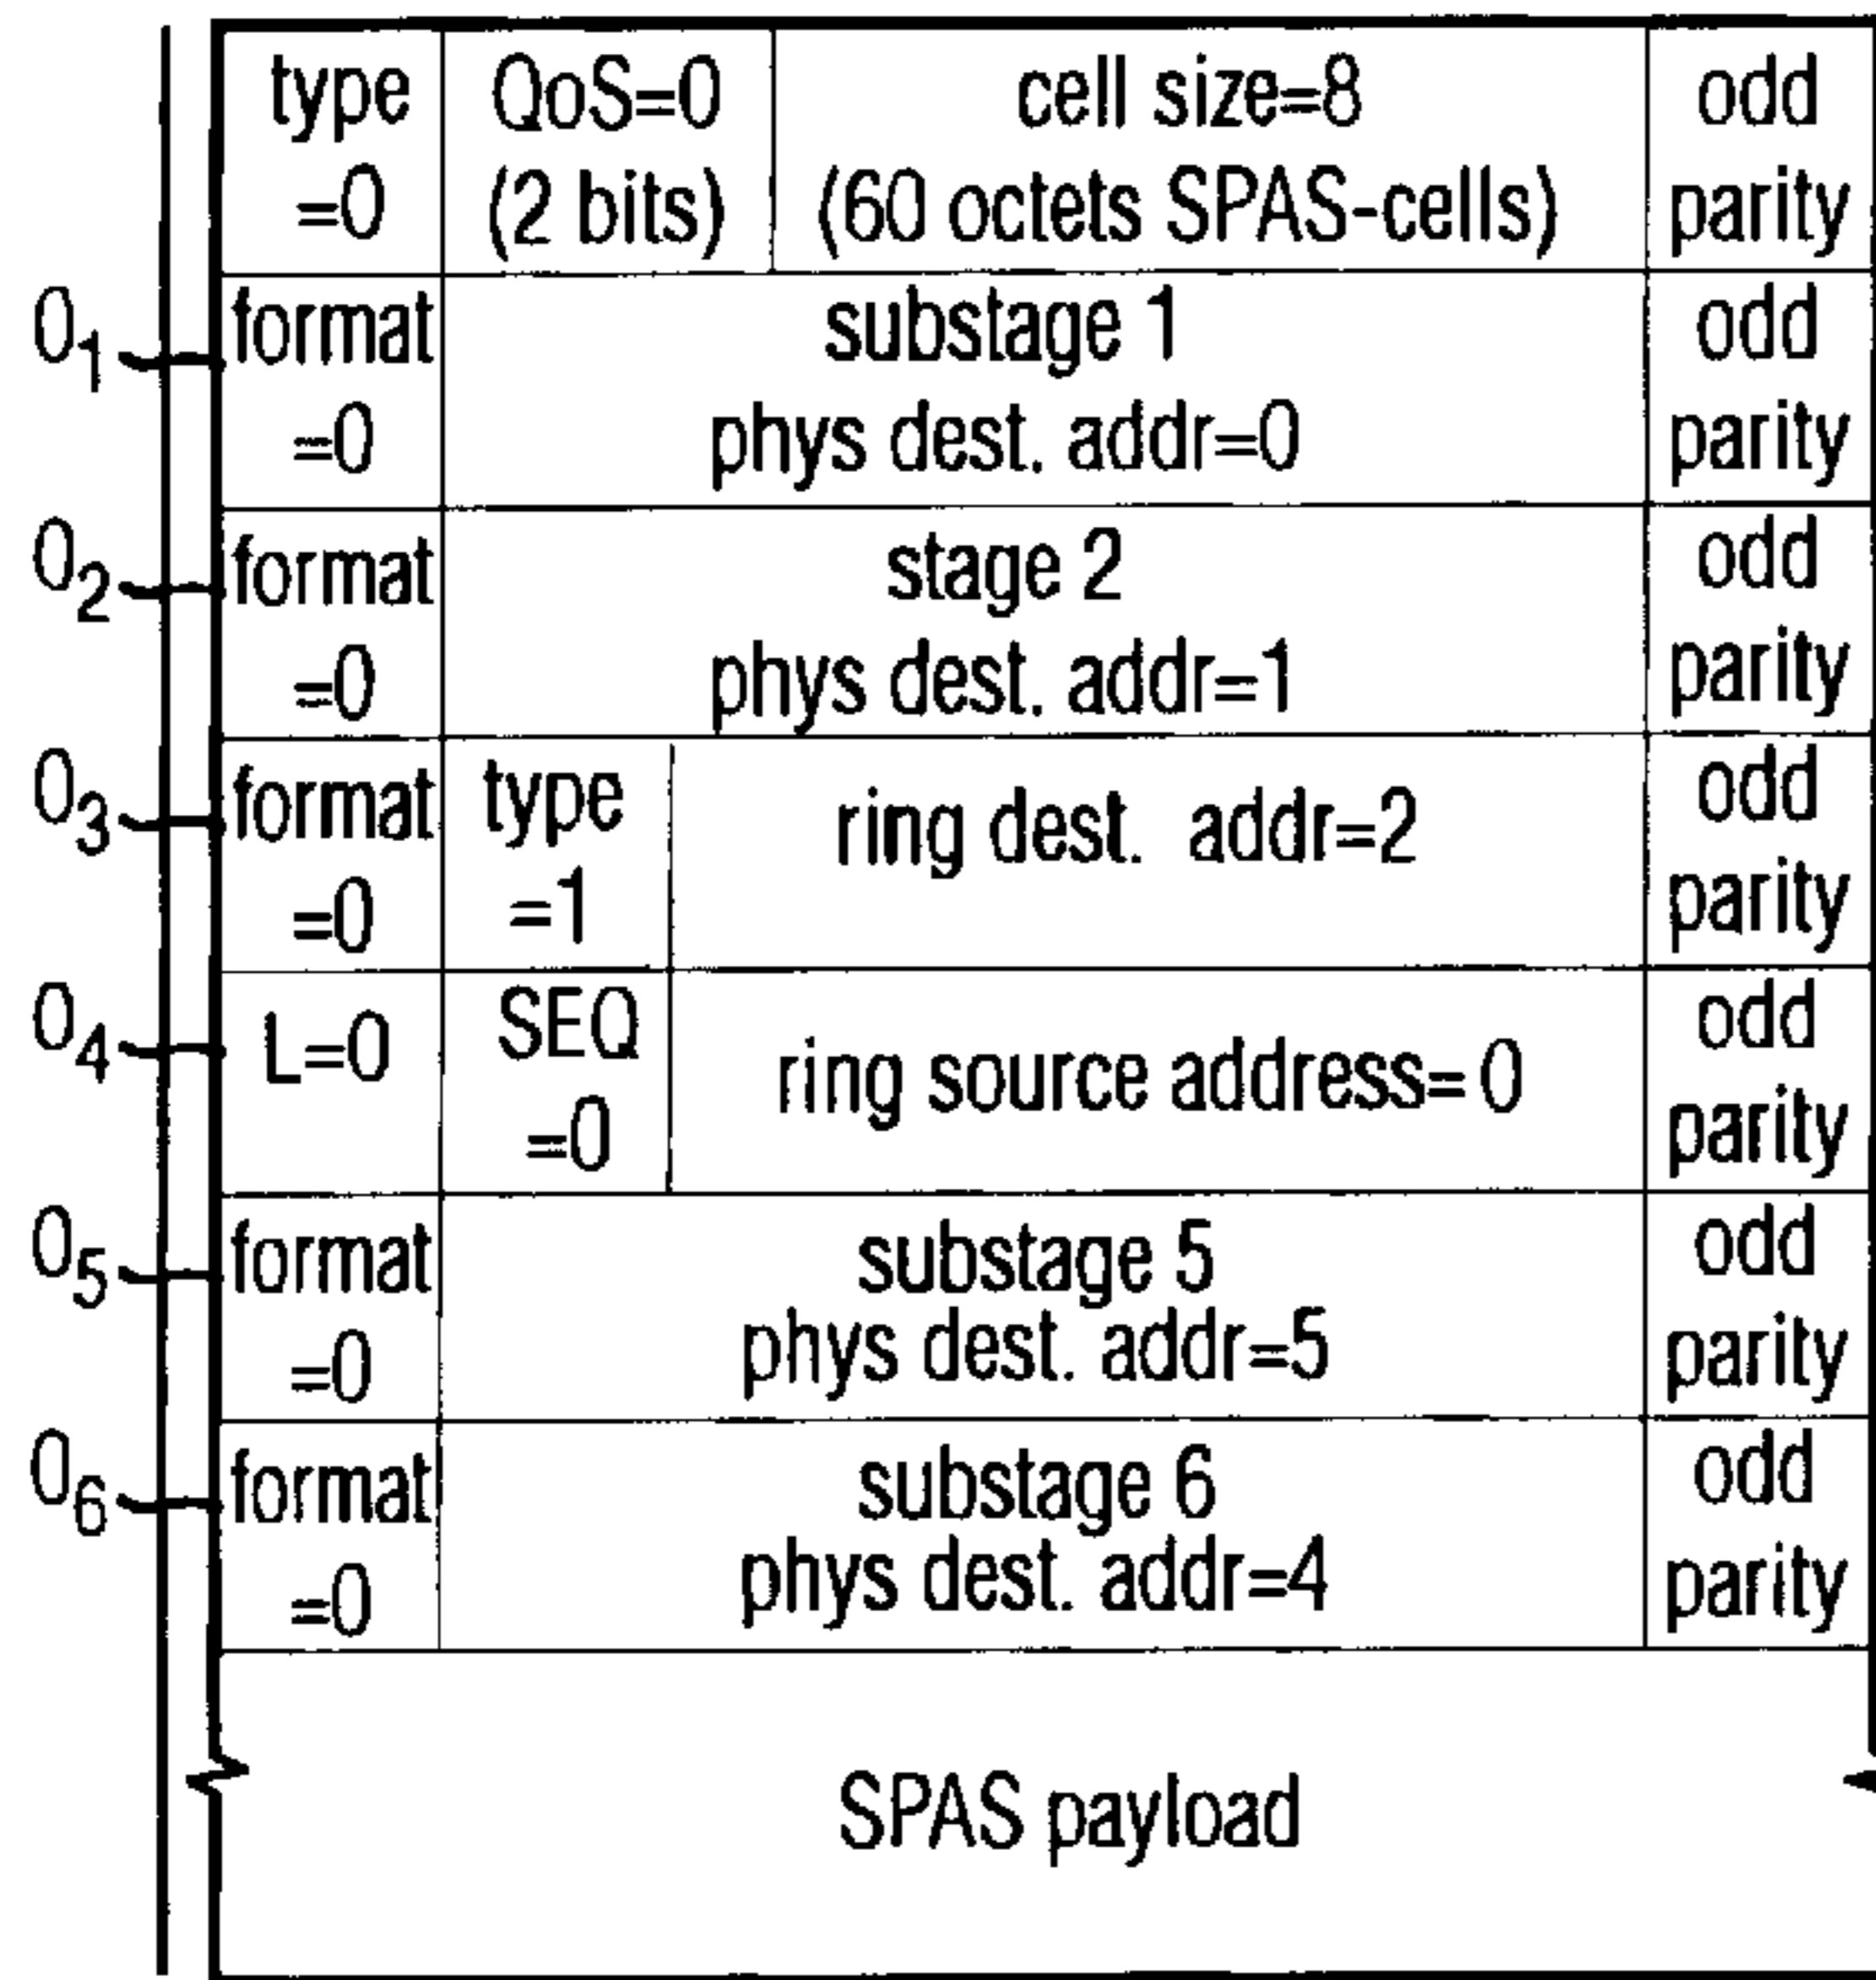 type QoS=0 cell size=8 odd
=0 (2 bits) (60 octets SPAS-cells) parity
O1 format substage 1 odd
=0 phys dest. addr=0 parity
O2 format stage 2 odd
=0 phys dest. addr=1 parity
O3 format type ring dest. addr=2 odd
=0 =1 parity
O4 L=0 SEQ ring source address= 0 odd
=0 parity
O5 format substage 5 odd
=0 phys dest. addr=5 parity
O6 format substage 6 odd
=0 phys dest. addr=4 parity
SPAS payload